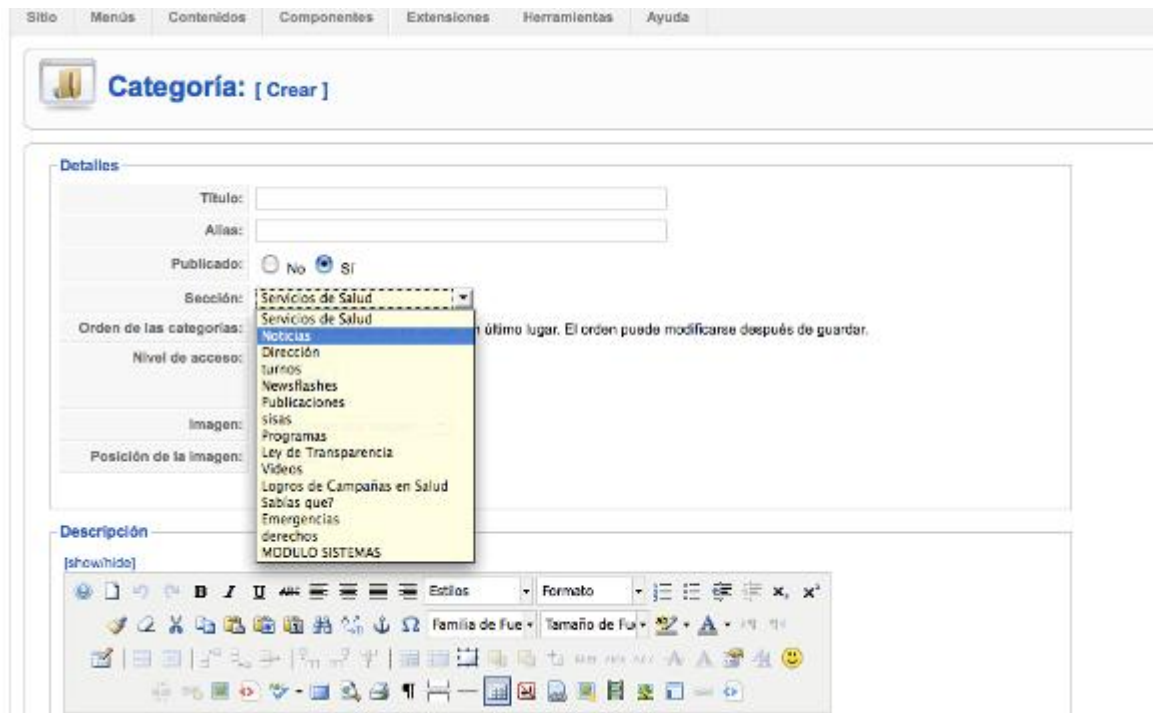 Sitio Menús Contenidos Componentes Extensiones Herramientas Ayuda
Categoría: [ Crear ]
Detalles
Título:
Alias:
Publicado: No Sí
Sección: Servicios de Salud
Servicios de Salud
Orden de las categorías: último lugar. El orden puede modificarse después de guardar.
Noticias
Nivel de acceso: Dirección
turnos
Newsflashes
Publicaciones
sisas
Imagen:
Programas
Posición de la imagen: Ley de Transparencia
Videos
Logros de Campañas en Salud
Sabías que?
Emergencias
Descripción
derechos
MODULO SISTEMAS
[show/hide]
B I U ABC Estilos Formato x, x²
Familia de Fue Tamaño de Fu